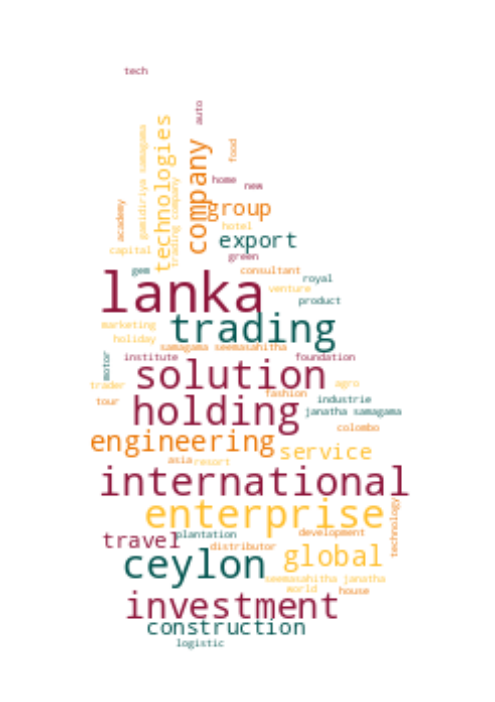 tech
auto
technologies
gamidiriya samagama
company
food
trading company
home
new
academy
group
hotel
export
capital
green
gem
consultant
royal
lanka
venture
product
trading
marketing
holiday
samagama seemasahitha
institute
foundation
motor
solution
trader
agro
fashion
industrie
tour
holding
janatha samagama
colombo
engineering
service
asia
resort
international
enterprise
technology
plantation
development
travel
distributor
global
ceylon
seemasahitha janatha
world
house
investment
construction
logistic